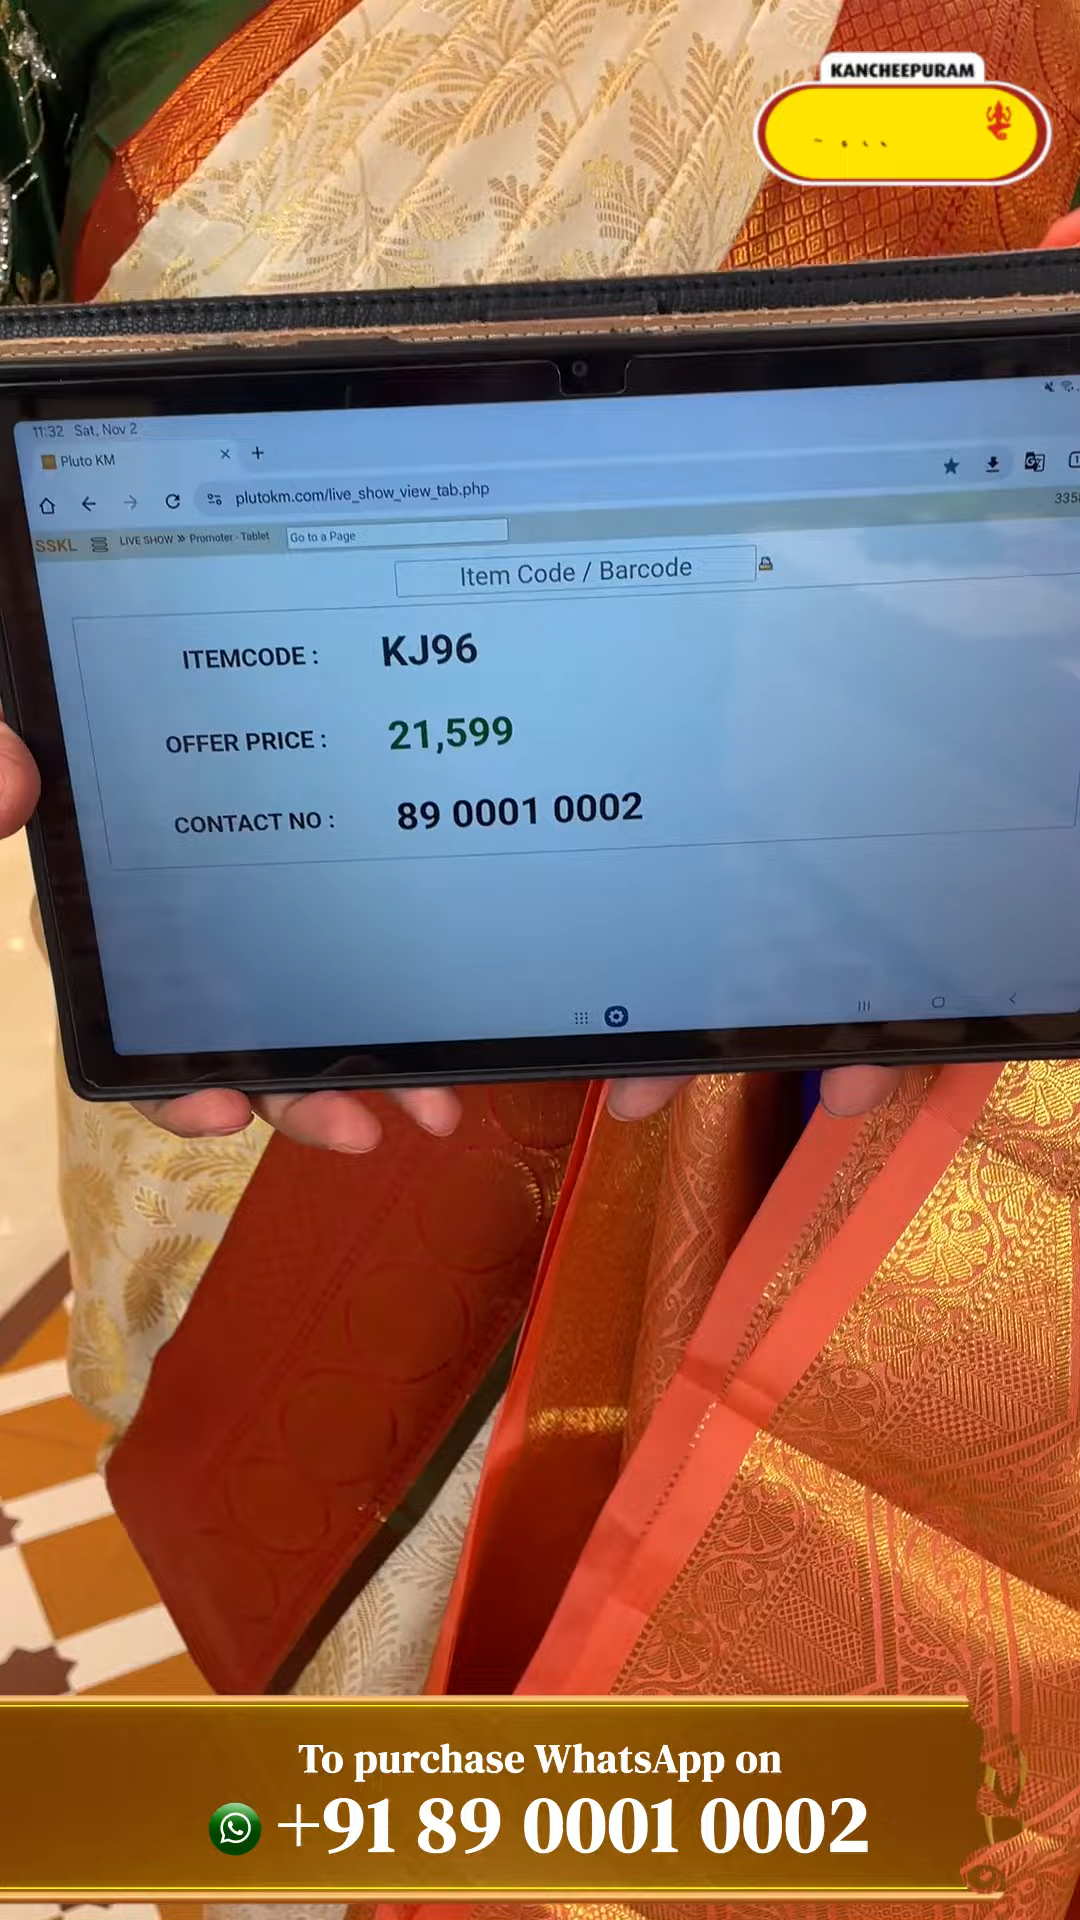 KANCHEEPURAM
11:32 Sat, Nov 2
Pluto KM
plutokm.com/live_show_view_tab.php
SSKL LIVE SHOW » Promoter - Tablet Go to a Page
Item Code / Barcode
ITEMCODE : KJ96
OFFER PRICE : 21,599
CONTACT NO : 89 0001 0002
To purchase WhatsApp on
+91 89 0001 0002